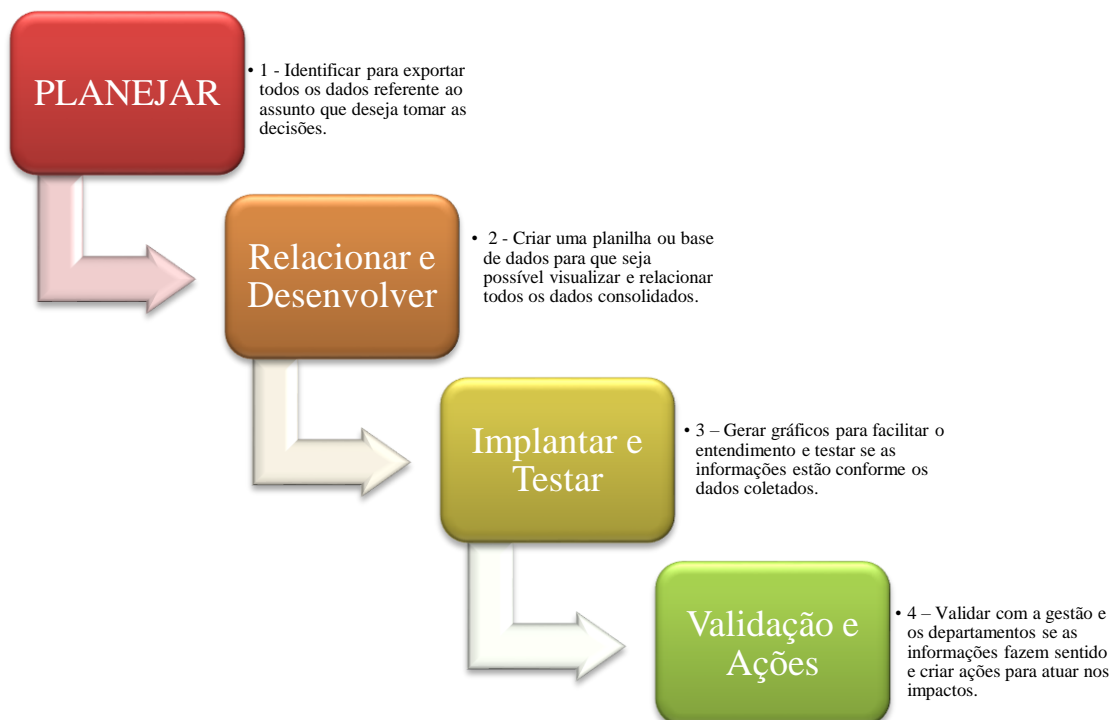 PLANEJAR
• 1 - Identificar para exportar
todos os dados referente ao
assunto que deseja tomar as
decisões.
Relacionar e
Desenvolver
• 2 - Criar uma planilha ou base
de dados para que seja
possível visualizar e relacionar
todos os dados consolidados.
Implantar e
Testar
• 3 – Gerar gráficos para facilitar o
entendimento e testar se as
informações estão conforme os
dados coletados.
Validação e
Ações
• 4 – Validar com a gestão e
os departamentos se as
informações fazem sentido
e criar ações para atuar nos
impactos.